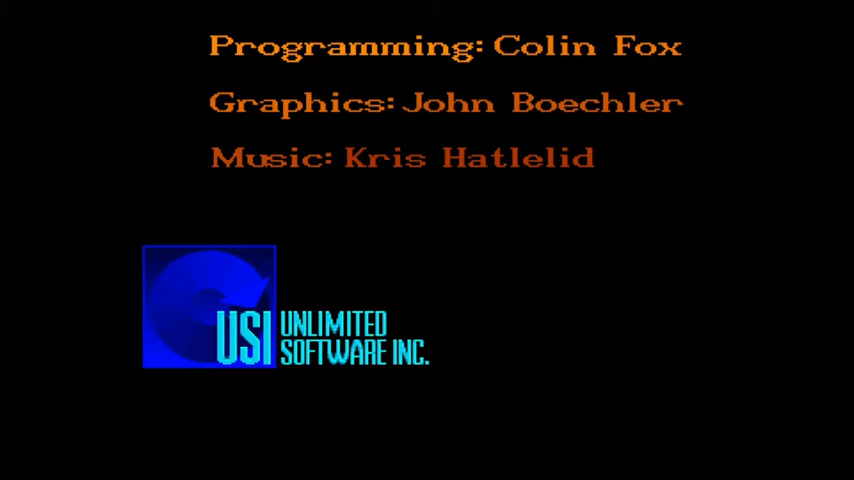 Programming: Colin Fox
Graphics: John Boechler
Music: Kris Hatlelid
USI UNLIMITED
SOFTWARE INC.